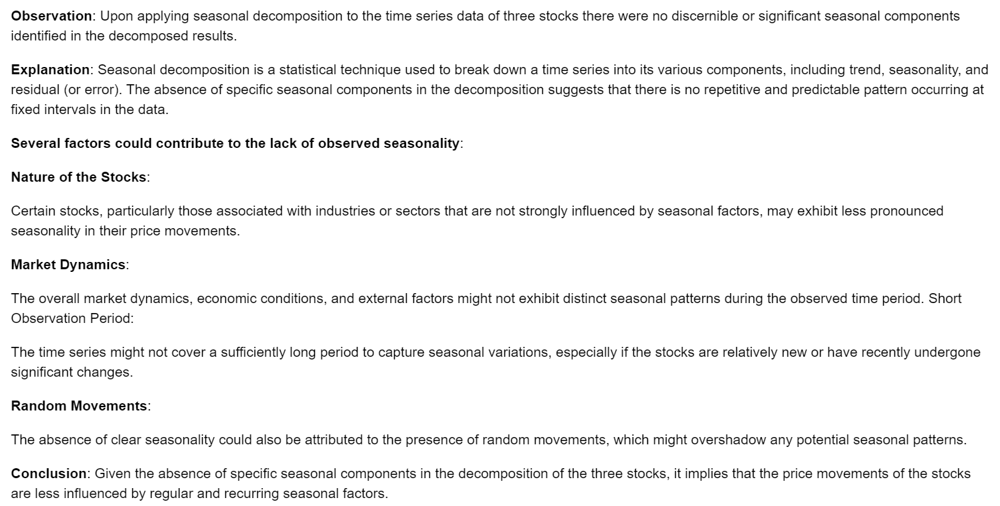 Observation: Upon applying seasonal decomposition to the time series data of three stocks there were no discernible or significant seasonal components
identified in the decomposed results.
Explanation: Seasonal decomposition is a statistical technique used to break down a time series into its various components, including trend, seasonality, and
residual (or error). The absence of specific seasonal components in the decomposition suggests that there is no repetitive and predictable pattern occurring at
fixed intervals in the data.
Several factors could contribute to the lack of observed seasonality:
Nature of the Stocks:
Certain stocks, particularly those associated with industries or sectors that are not strongly influenced by seasonal factors, may exhibit less pronounced
seasonality in their price movements.
Market Dynamics:
The overall market dynamics, economic conditions, and external factors might not exhibit distinct seasonal patterns during the observed time period. Short
Observation Period:
The time series might not cover a sufficiently long period to capture seasonal variations, especially if the stocks are relatively new or have recently undergone
significant changes.
Random Movements:
The absence of clear seasonality could also be attributed to the presence of random movements, which might overshadow any potential seasonal patterns.
Conclusion: Given the absence of specific seasonal components in the decomposition of the three stocks, it implies that the price movements of the stocks
are less influenced by regular and recurring seasonal factors.